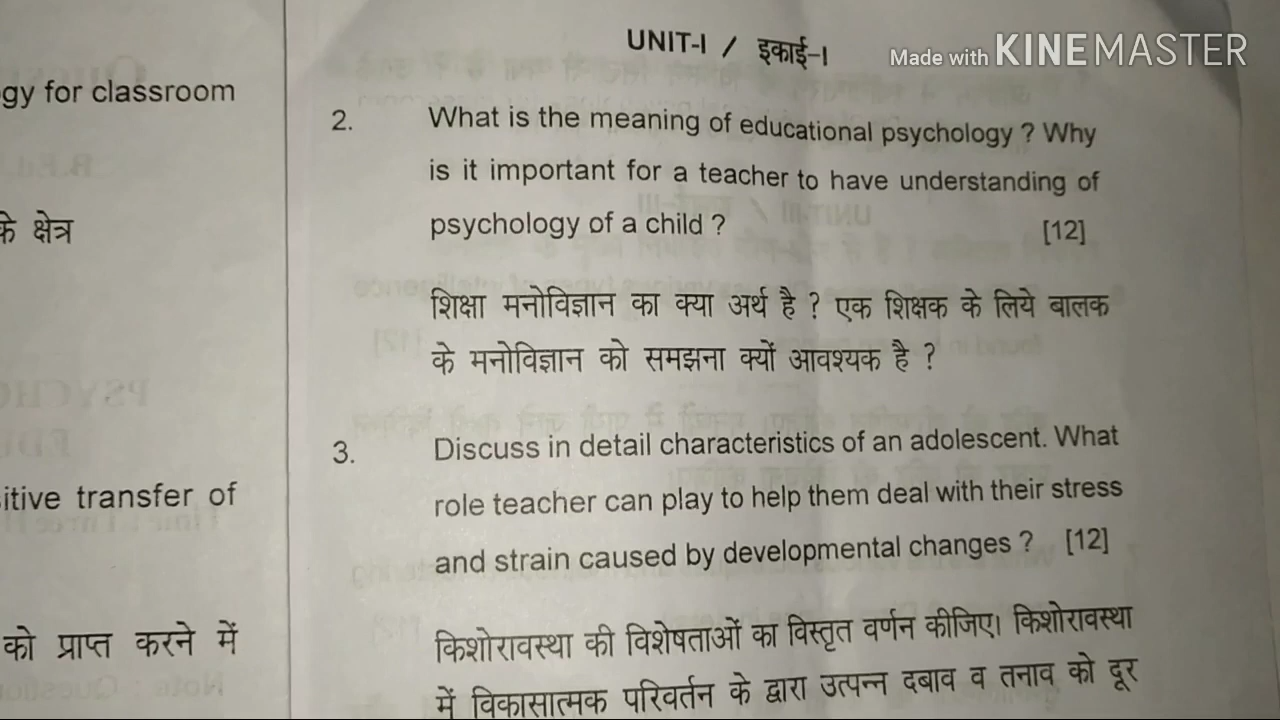 gy for classroom
के क्षेत्र
itive transfer of
को प्राप्त करने में
UNIT-I / इकाई-I
Made with KINEMASTER
2. What is the meaning of educational psychology ? Why
is it important for a teacher to have understanding of
psychology of a child ? [12]
शिक्षा मनोविज्ञान का क्या अर्थ है ? एक शिक्षक के लिये बालक
के मनोविज्ञान को समझना क्यों आवश्यक है ?
3. Discuss in detail characteristics of an adolescent. What
role teacher can play to help them deal with their stress
and strain caused by developmental changes ? [12]
किशोरावस्था की विशेषताओं का विस्तृत वर्णन कीजिए। किशोरावस्था
में विकासात्मक परिवर्तन के द्वारा उत्पन्न दबाव व तनाव को दूर